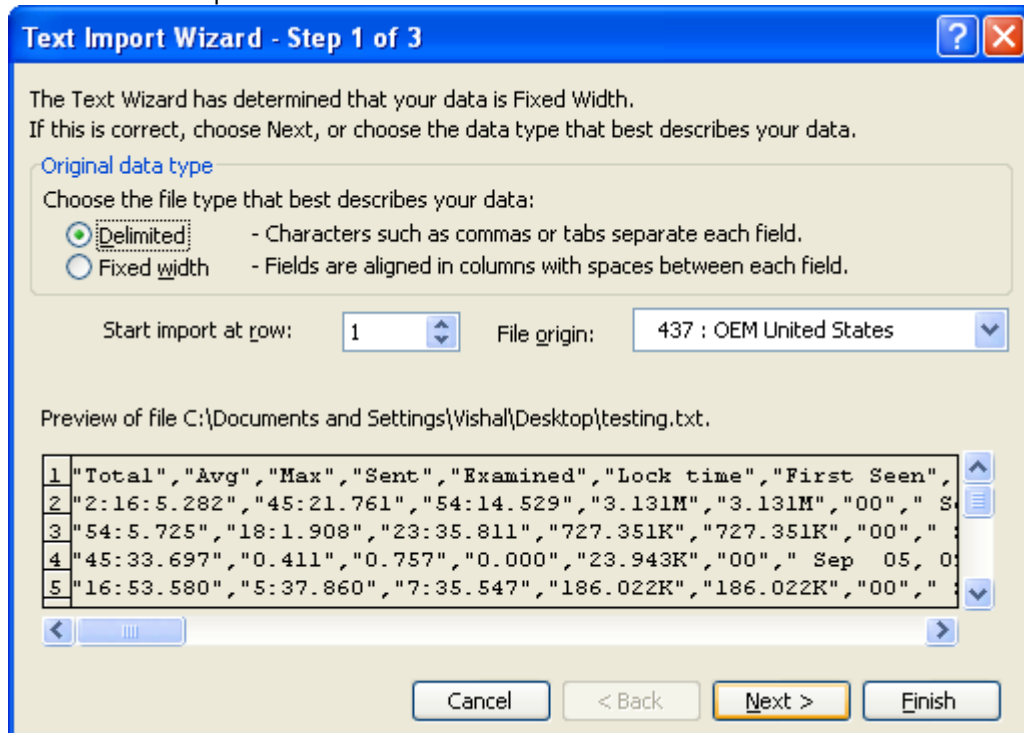 Text Import Wizard - Step 1 of 3
The Text Wizard has determined that your data is Fixed Width.
If this is correct, choose Next, or choose the data type that best describes your data.
Original data type
Choose the file type that best describes your data:
Delimited - Characters such as commas or tabs separate each field.
Fixed width - Fields are aligned in columns with spaces between each field.
Start import at row: 1 File origin: 437 : OEM United States
Preview of file C:\Documents and Settings\Vishal\Desktop\testing.txt.
1 "Total","Avg","Max","Sent","Examined","Lock time","First Seen",
2 "2:16:5.282","45:21.761","54:14.529","3.131M","3.131M","00"," S
3 "54:5.725","18:1.908","23:35.811","727.351K","727.351K","00","
4 "45:33.697","0.411","0.757","0.000","23.943K","00"," Sep 05, 0
5 "16:53.580","5:37.860","7:35.547","186.022K","186.022K","00","
Cancel < Back Next > Finish